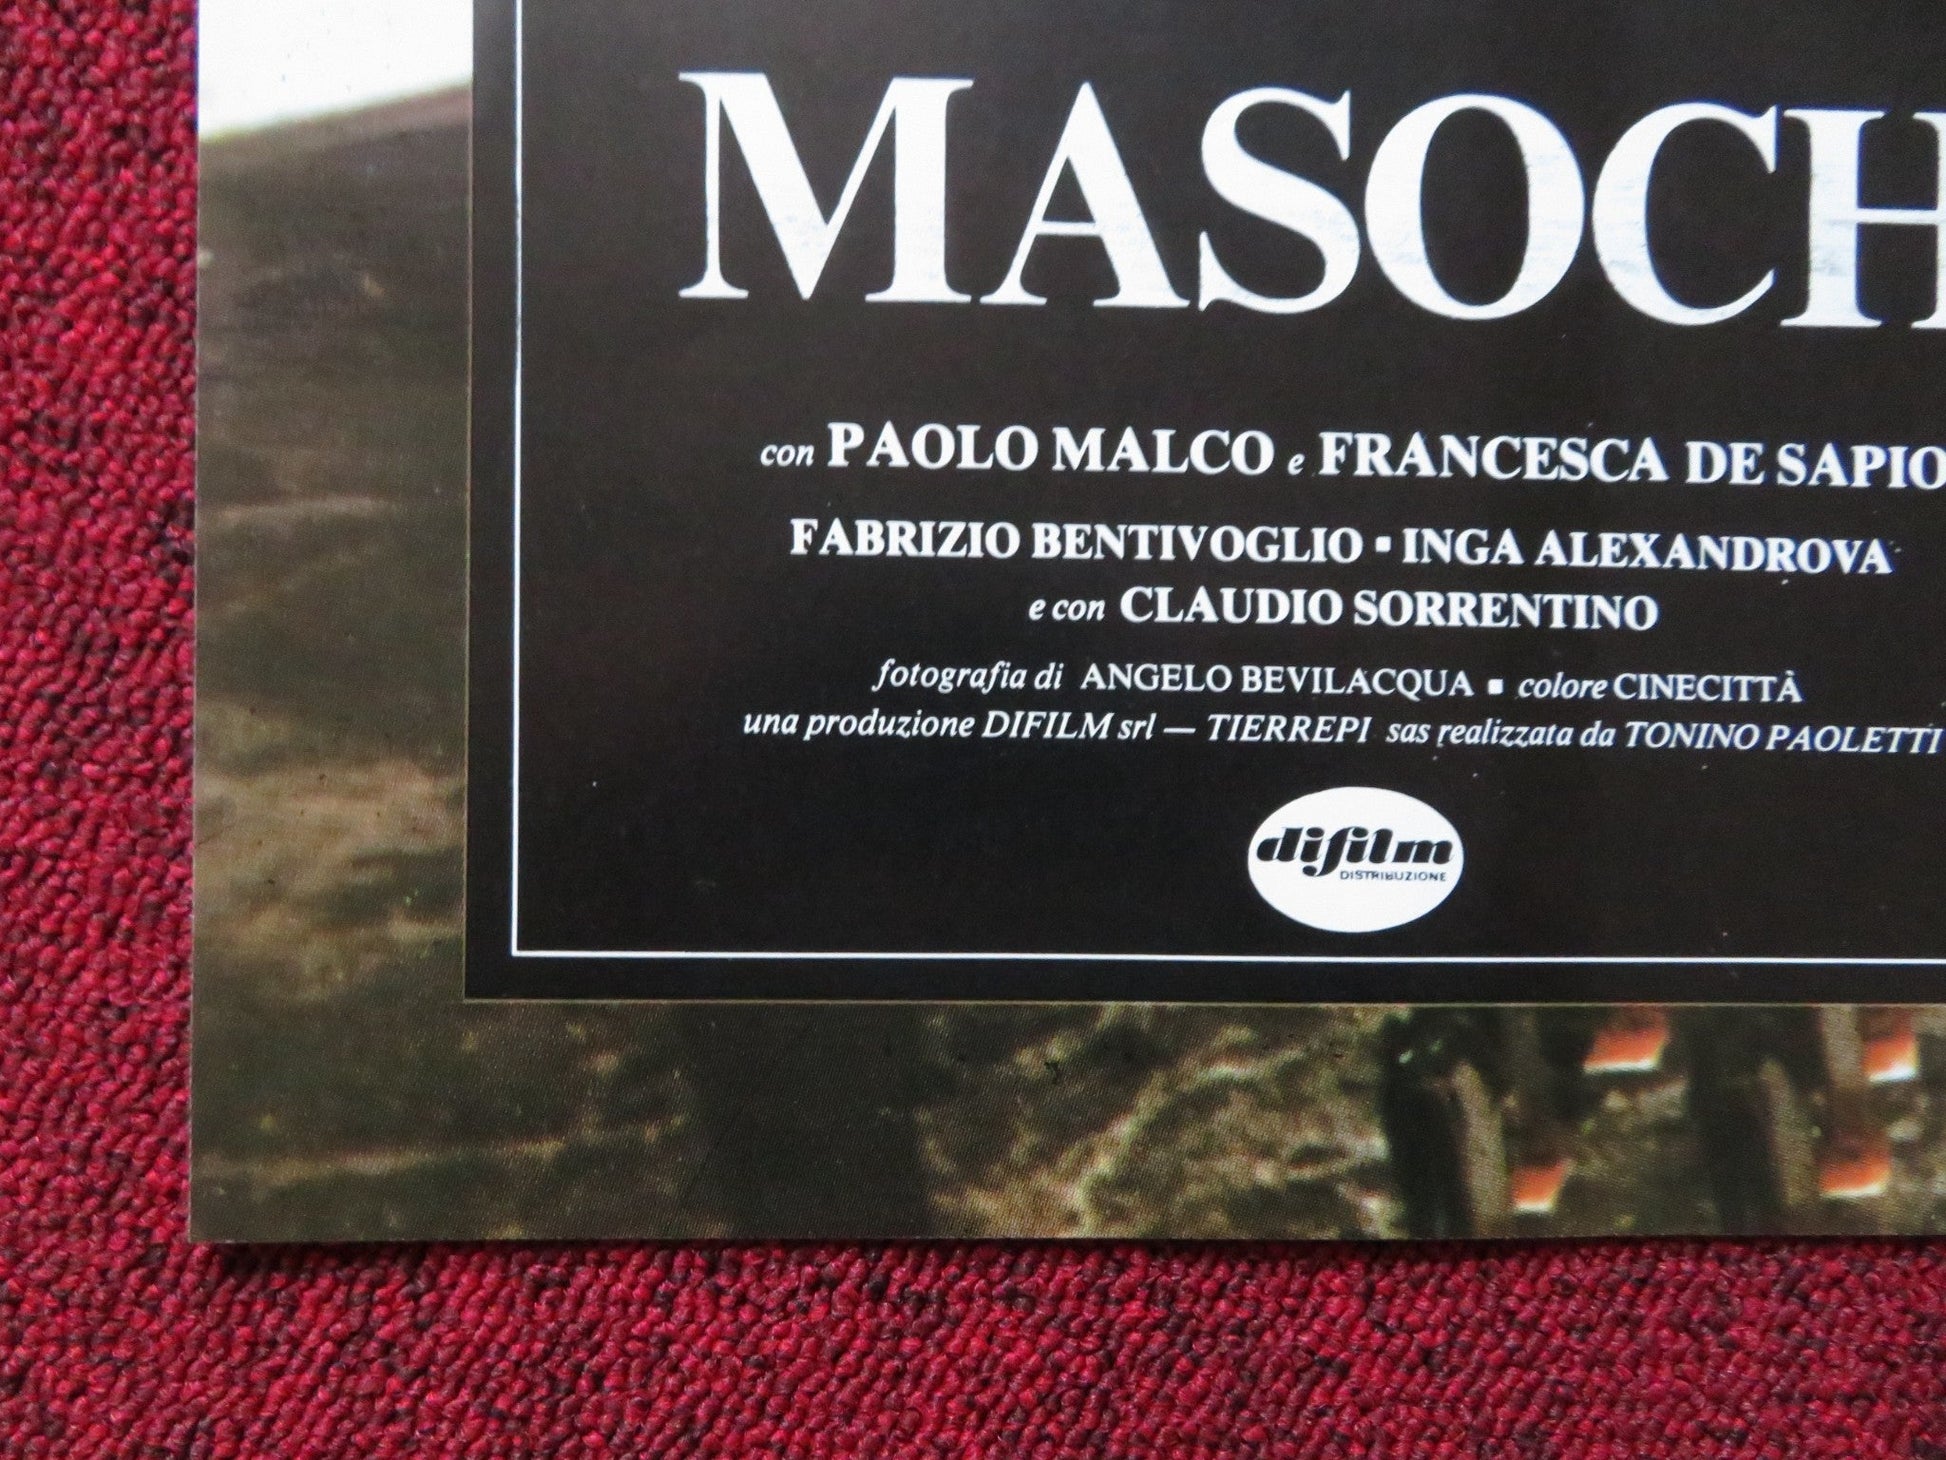 MASOCH
con PAOLO MALCO e FRANCESCA DE SAPIO
FABRIZIO BENTIVOGLIO ▪ INGA ALEXANDROVA
e con CLAUDIO SORRENTINO
fotografia di ANGELO BEVILACQUA ▪ colore CINECITTÀ
una produzione DIFILM srl — TIERREPI sas realizzata da TONINO PAOLETTI
difilm
DISTRIBUZIONE